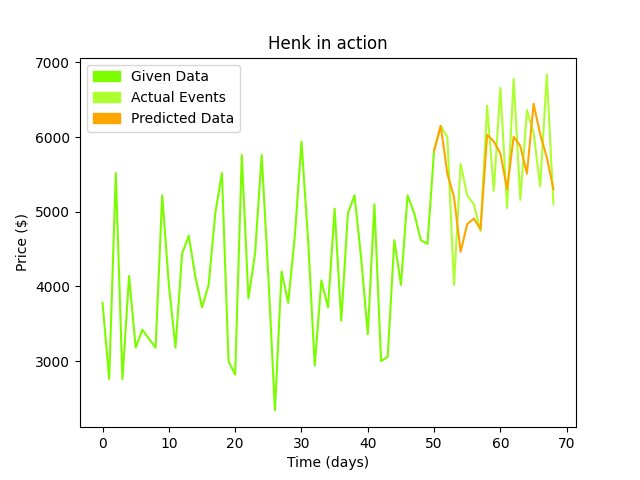 Henk in action
Given Data
Actual Events
Predicted Data
Price ($)
7000
6000
5000
4000
3000
0 10 20 30 40 50 60 70
Time (days)